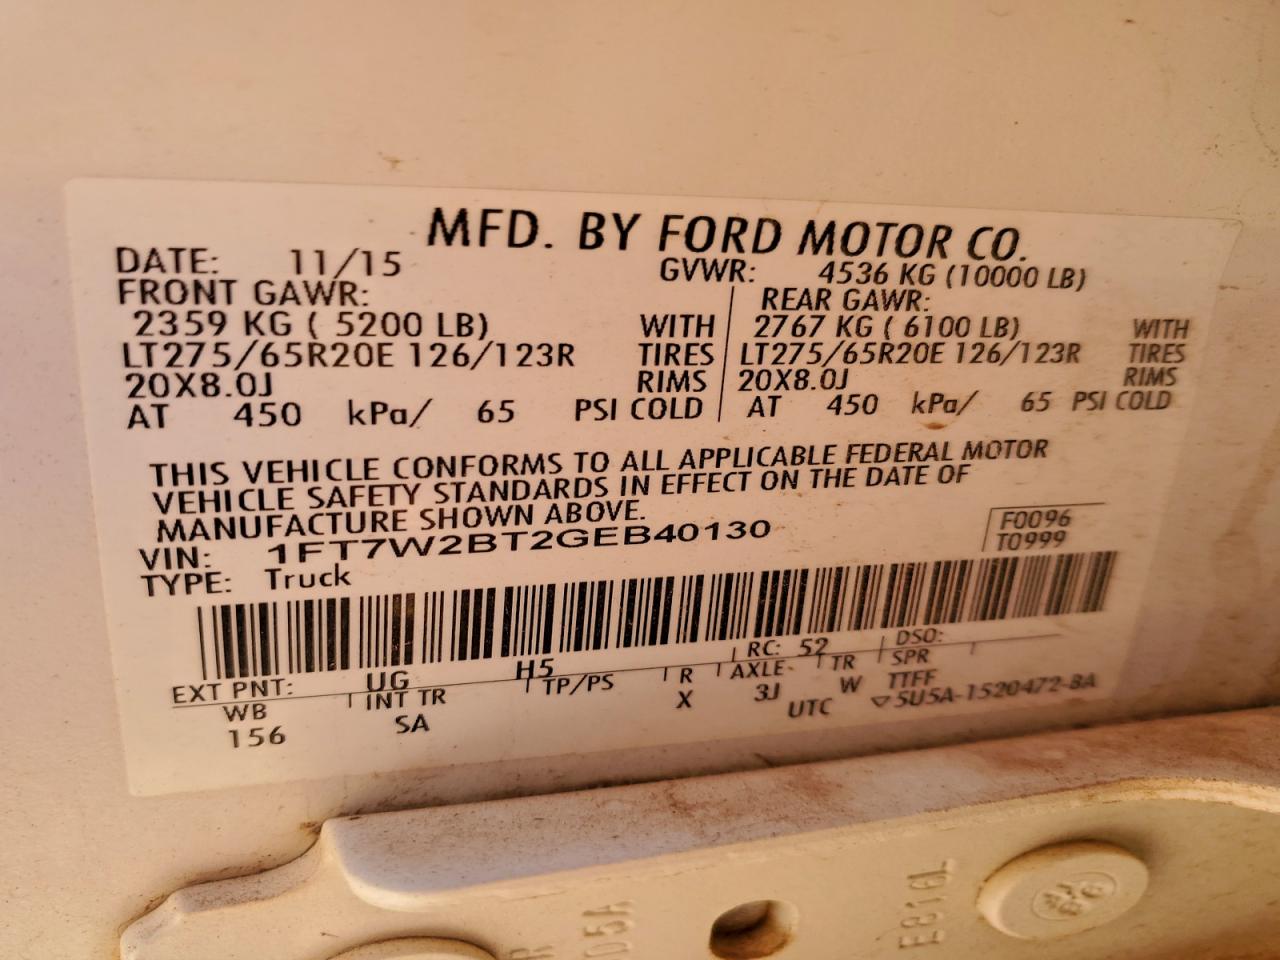 MFD. BY FORD MOTOR CO.
DATE: 11/15 GVWR: 4536 KG (10000 LB)
FRONT GAWR: REAR GAWR:
2359 KG ( 5200 LB) WITH 2767 KG ( 6100 LB) WITH
LT275/65R20E 126/123R TIRES LT275/65R20E 126/123R TIRES
20X8.0J RIMS 20X8.0J RIMS
AT 450 kPa/ 65 PSI COLD AT 450 kPa/ 65 PSI COLD
THIS VEHICLE CONFORMS TO ALL APPLICABLE FEDERAL MOTOR
VEHICLE SAFETY STANDARDS IN EFFECT ON THE DATE OF
MANUFACTURE SHOWN ABOVE.
VIN: 1FT7W2BT2GEB40130 F0096
TYPE: Truck T0999
EXT PNT: UG H5 RC: 52 DSO:
WB INT TR TP/PS R AXLE TR SPR
156 SA X 3J W TTFF
UTC ▽5U5A-1520472-BA
05A
E816L